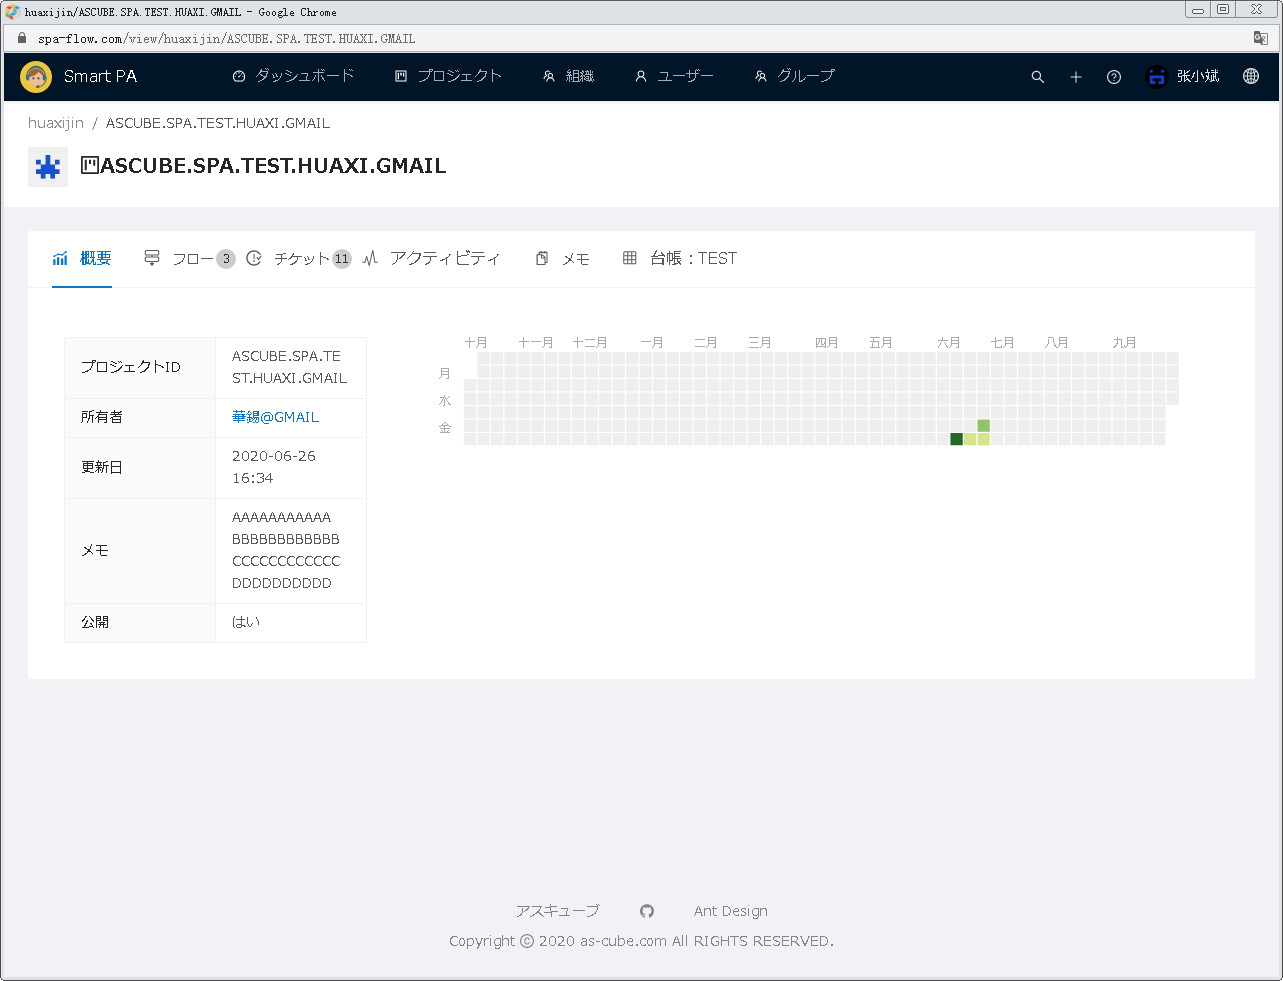 huaxijin/ASCUBE.SPA.TEST.HUAXI.GMAIL - Google Chrome
spa-flow.com/view/huaxijin/ASCUBE.SPA.TEST.HUAXI.GMAIL
Smart PA ダッシュボード プロジェクト 組織 ユーザー グループ 张小斌
huaxijin / ASCUBE.SPA.TEST.HUAXI.GMAIL
ASCUBE.SPA.TEST.HUAXI.GMAIL
概要 フロー 3 チケット 11 アクティビティ メモ 台帳：TEST
プロジェクトID
ASCUBE.SPA.TE
ST.HUAXI.GMAIL
所有者 華錫@GMAIL
更新日
2020-06-26
16:34
メモ
AAAAAAAAAAA
BBBBBBBBBBBB
CCCCCCCCCCCC
DDDDDDDDDDD
公開 はい
十月 十一月 十二月 一月 二月 三月 四月 五月 六月 七月 八月 九月
月
水
金
アスキューブ Ant Design
Copyright © 2020 as-cube.com All RIGHTS RESERVED.